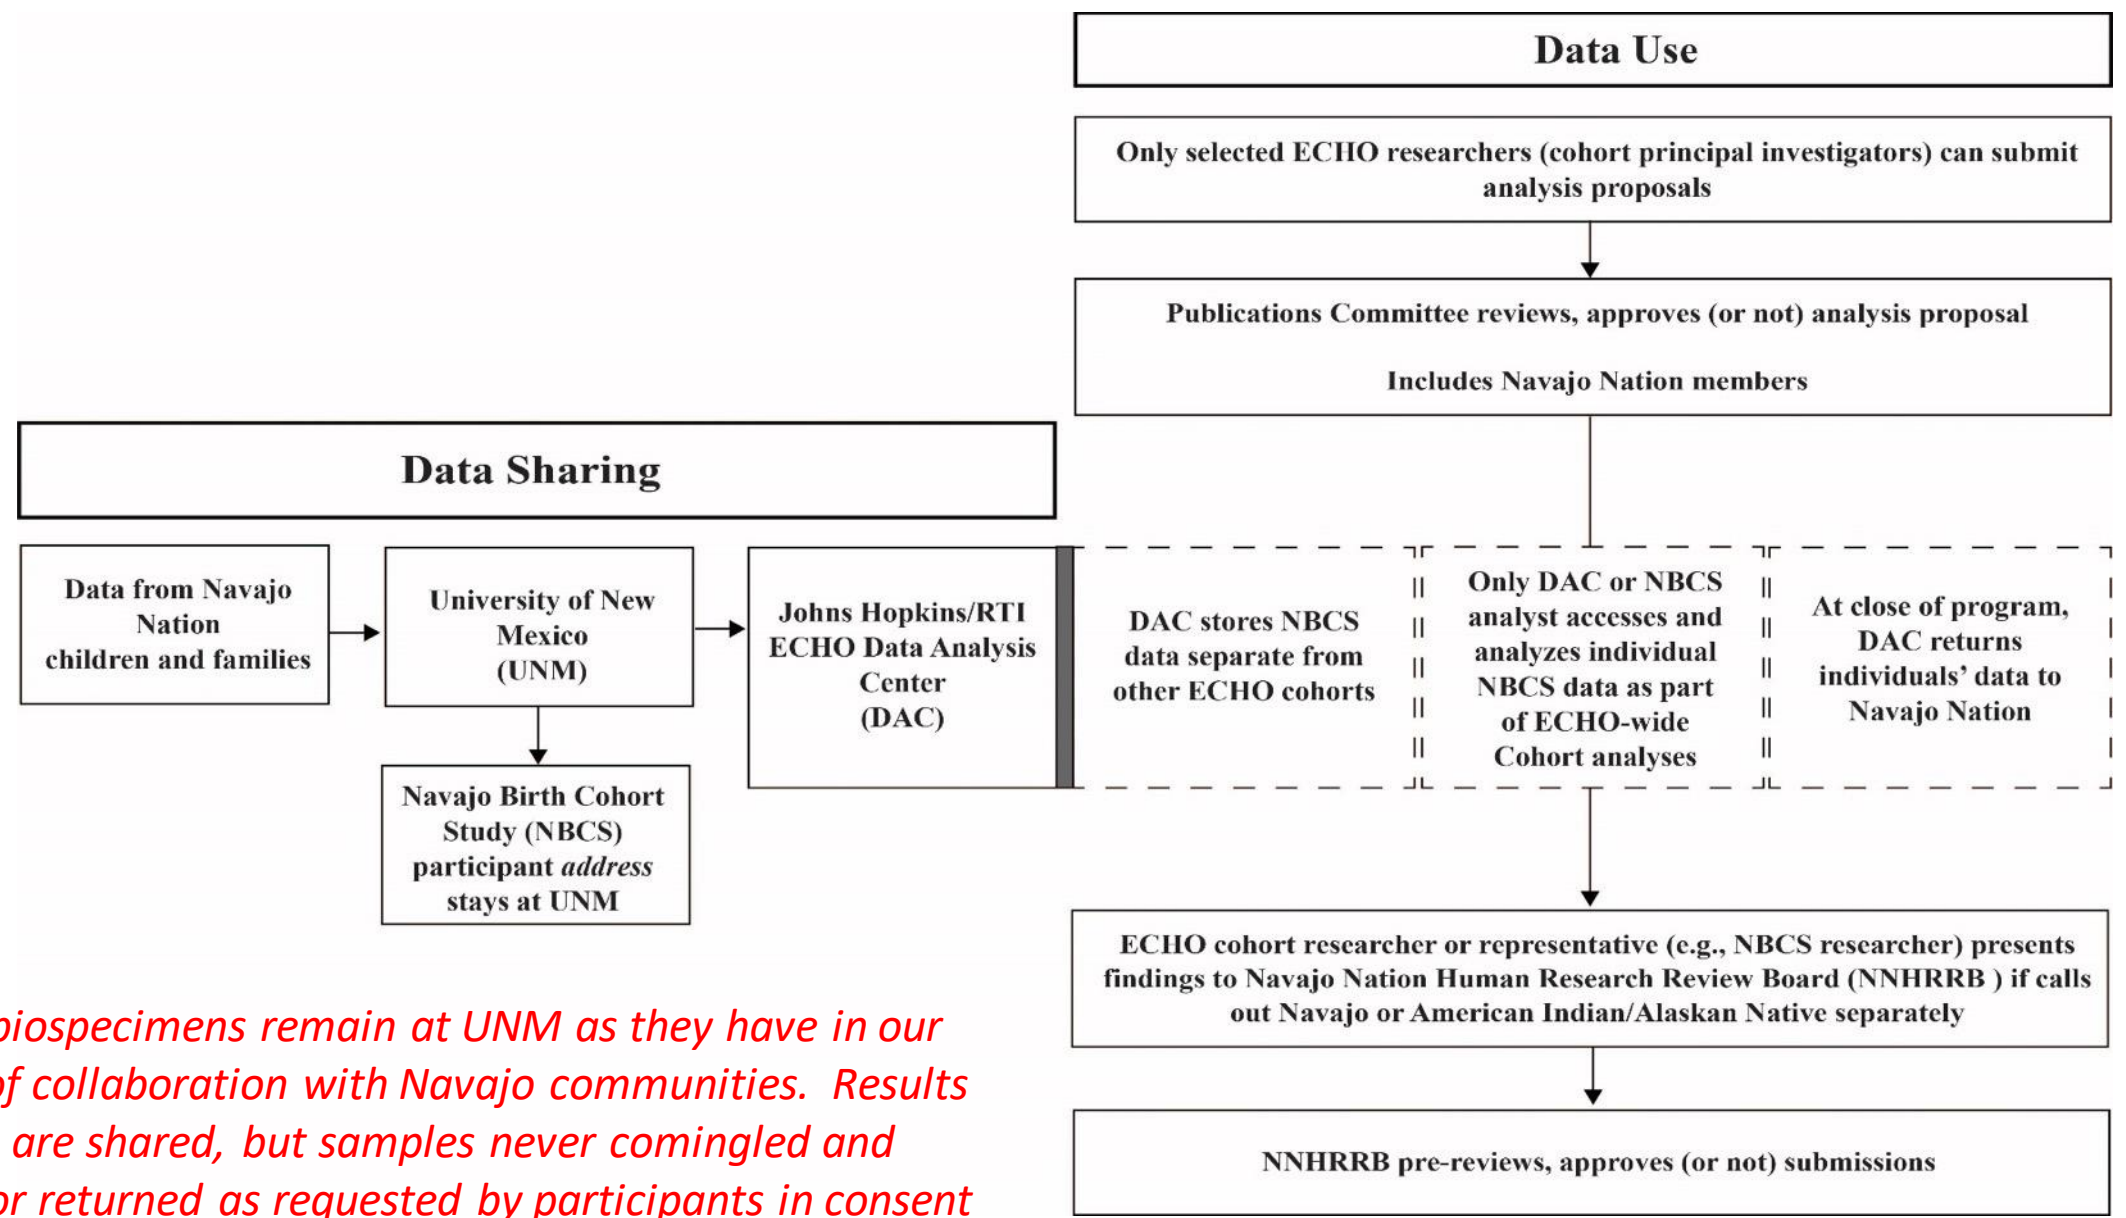 Data Use
Only selected ECHO researchers (cohort principal investigators) can submit
analysis proposals
Publications Committee reviews, approves (or not) analysis proposal
Includes Navajo Nation members
Data Sharing
Data from Navajo
Nation
children and families
University of New
Mexico
(UNM)
Navajo Birth Cohort
Study (NBCS)
participant address
stays at UNM
Johns Hopkins/RTI
ECHO Data Analysis
Center
(DAC)
DAC stores NBCS
data separate from
other ECHO cohorts
Only DAC or NBCS
analyst accesses and
analyzes individual
NBCS data as part
of ECHO-wide
Cohort analyses
At close of program,
DAC returns
individuals’ data to
Navajo Nation
ECHO cohort researcher or representative (e.g., NBCS researcher) presents
findings to Navajo Nation Human Research Review Board (NNHRRB ) if calls
out Navajo or American Indian/Alaskan Native separately
NNHRRB pre-reviews, approves (or not) submissions
biospecimens remain at UNM as they have in our
of collaboration with Navajo communities. Results
are shared, but samples never comingled and
or returned as requested by participants in consent